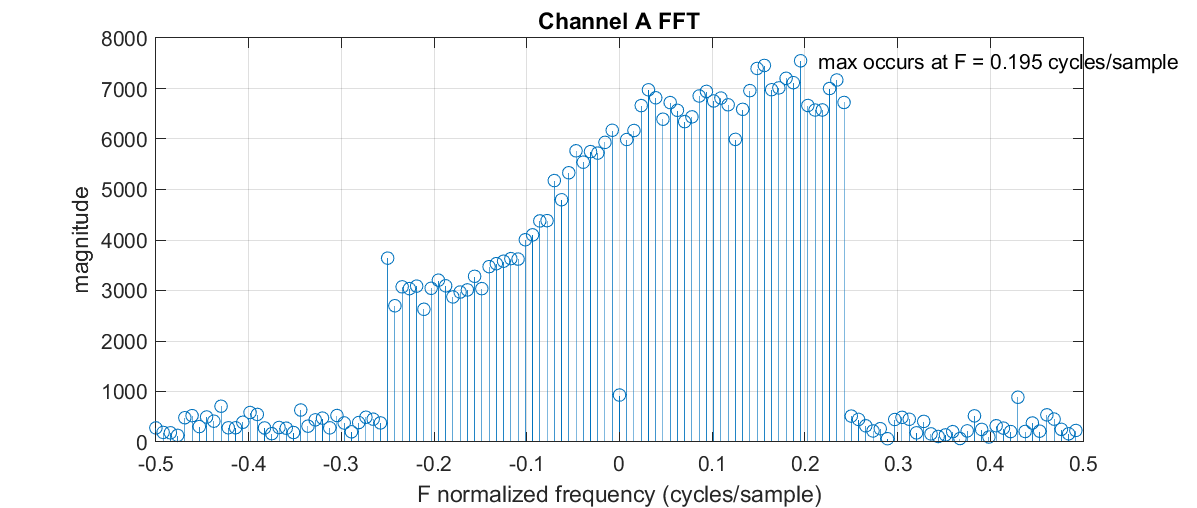 Channel A FFT
8000
7000
6000
5000
4000
3000
2000
1000
0
magnitude
max occurs at F = 0.195 cycles/sample
-0.5 -0.4 -0.3 -0.2 -0.1 0 0.1 0.2 0.3 0.4 0.5
F normalized frequency (cycles/sample)